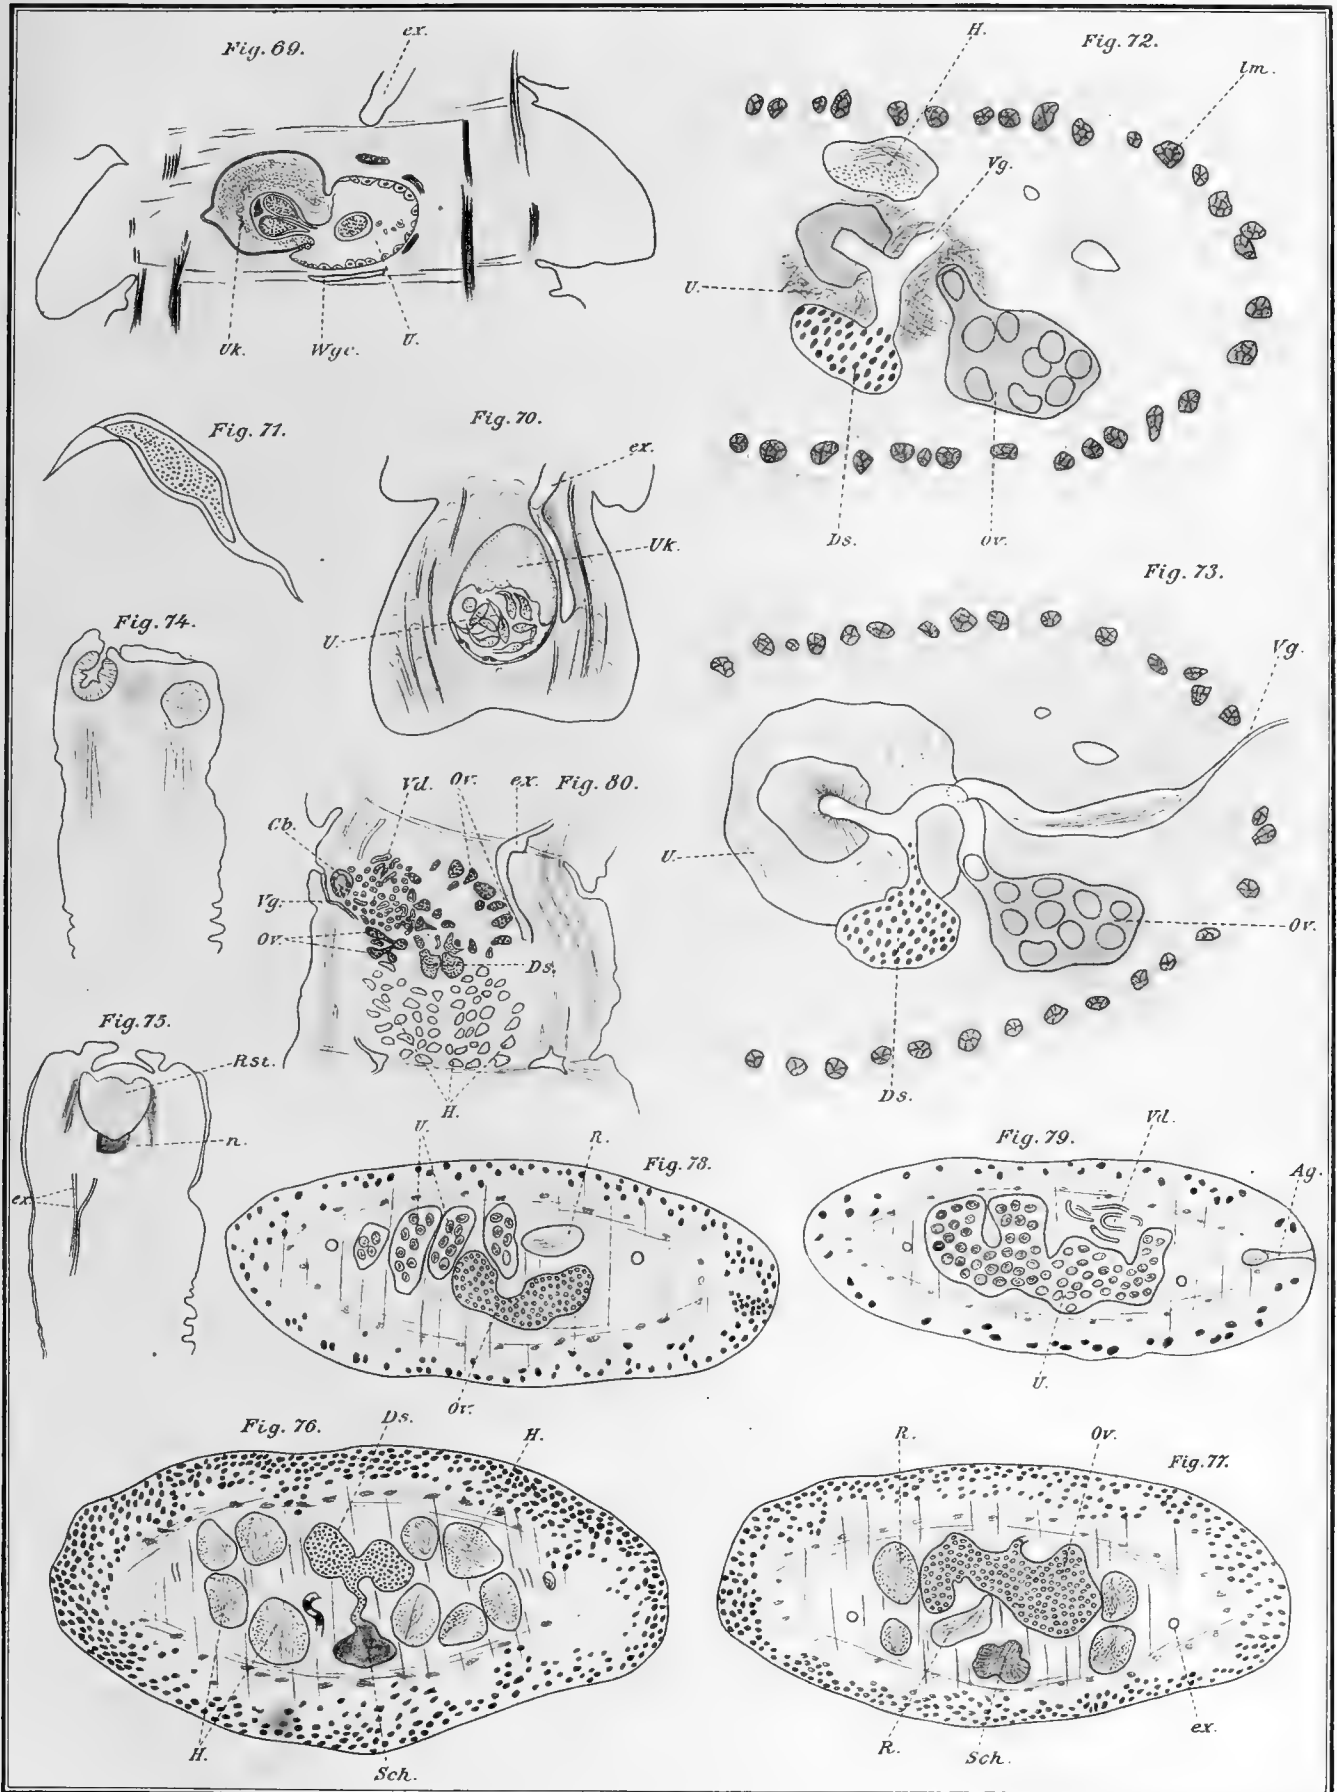 Fig. 69.
ex.
Uk.
Wgc.
U.
Fig. 72.
H.
lm.
Vg.
U.
Ds.
Ov.
Fig. 71.
Fig. 70.
ex.
Uk.
U.
Fig. 73.
Vg.
U.
Ov.
Ds.
Fig. 74.
Fig. 80.
Vd.
Ov.
ex.
Cb.
Vg.
Ov.
Ds.
H.
Fig. 75.
Rst.
n.
ex.
Fig. 78.
U.
R.
Ov.
Fig. 79.
Vd.
Ag.
U.
Fig. 76.
Ds.
H.
H.
Sch.
Fig. 77.
R.
Ov.
R.
Sch.
ex.